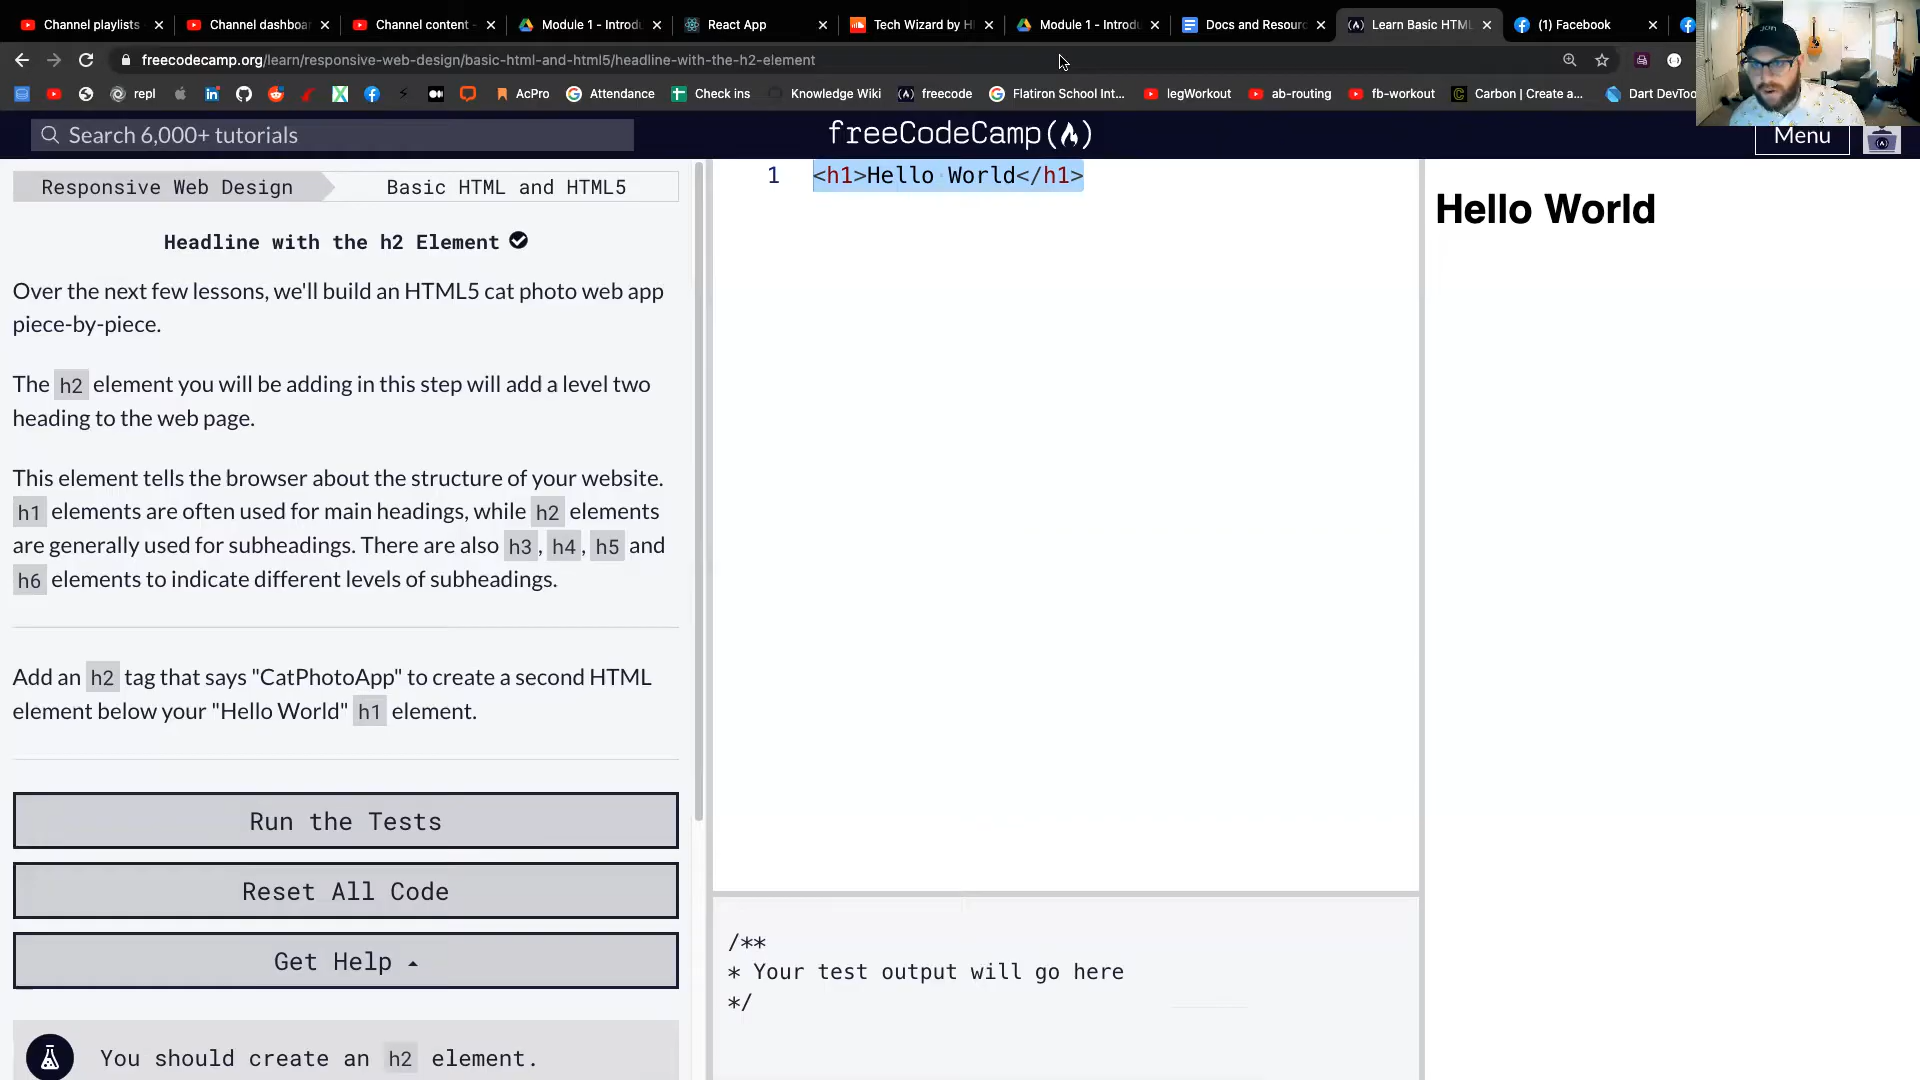 Channel playlists
Channel dashboar
Channel content -
Module 1 - Introdu
React App
Tech Wizard by H
Module 1 - Introdu
Docs and Resourc
Learn Basic HTML
(1) Facebook
freecodecamp.org/learn/responsive-web-design/basic-html-and-html5/headline-with-the-h2-element
repl
AcPro
Attendance
Check ins
Knowledge Wiki
freecode
Flatiron School Int...
legWorkout
ab-routing
fb-workout
Carbon | Create a...
Dart DevToo
Search 6,000+ tutorials
freeCodeCamp
Menu
Responsive Web Design
Basic HTML and HTML5
Headline with the h2 Element
Over the next few lessons, we'll build an HTML5 cat photo web app
piece-by-piece.
The h2 element you will be adding in this step will add a level two
heading to the web page.
This element tells the browser about the structure of your website.
h1 elements are often used for main headings, while h2 elements
are generally used for subheadings. There are also h3, h4, h5 and
h6 elements to indicate different levels of subheadings.
Add an h2 tag that says "CatPhotoApp" to create a second HTML
element below your "Hello World" h1 element.
Run the Tests
Reset All Code
Get Help
You should create an h2 element.
1 <h1>Hello World</h1>
/**
* Your test output will go here
*/
Hello World